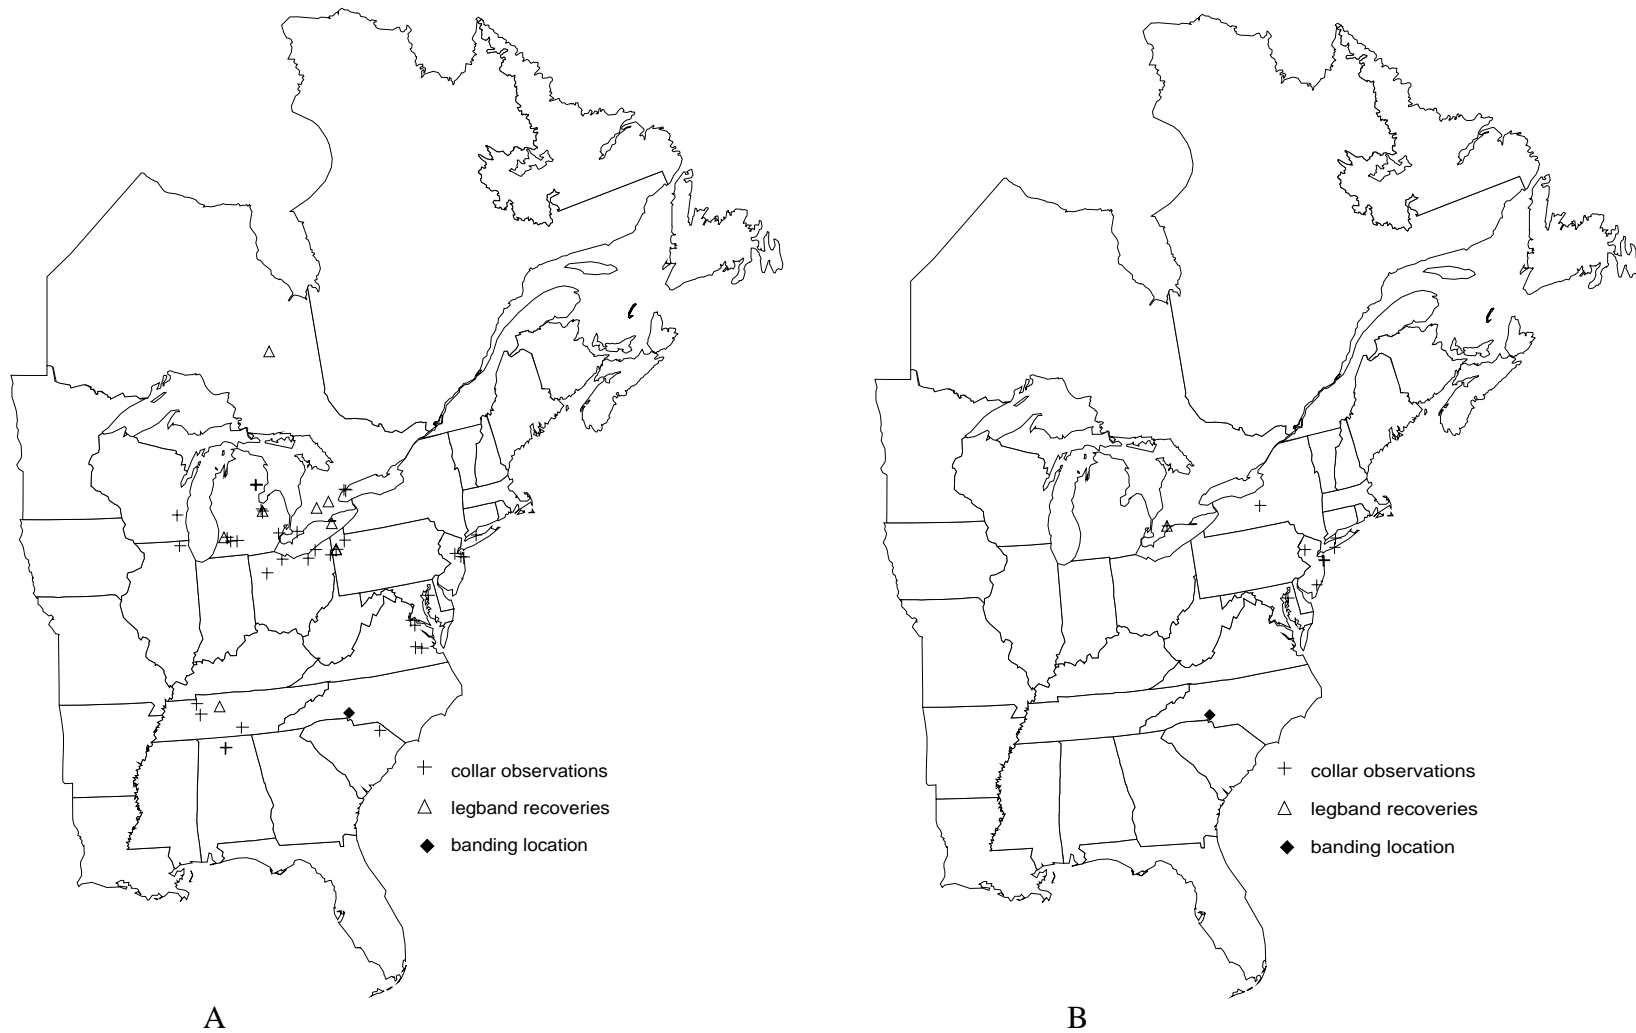 collar observations
legband recoveries
banding location
collar observations
legband recoveries
banding location
A
B